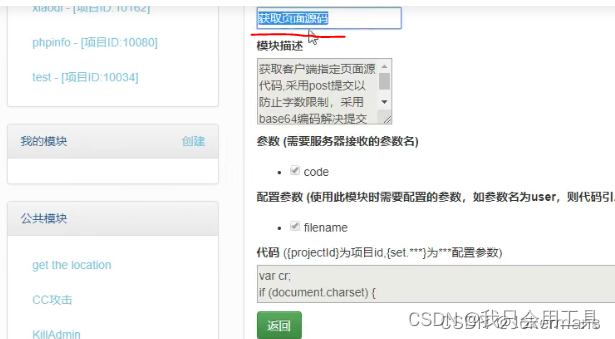 xiaodi - [项目ID:10162]
phpinfo - [项目ID:10080]
test - [项目ID:10034]
我的模块 创建
公共模块
get the location
CC攻击
KillAdmin
获取页面源码
模块描述
获取客户端指定页面源
代码,采用post提交以
防止字数限制，采用
base64编码解决提交
参数 (需要服务器接收的参数名)
code
配置参数 (使用此模块时需要配置的参数，如参数名为user，则代码引.
filename
代码 ({projectId}为项目id,{set.***}为***配置参数)
var cr;
if (document.charset) {
返回
CSDN @我只会用工具